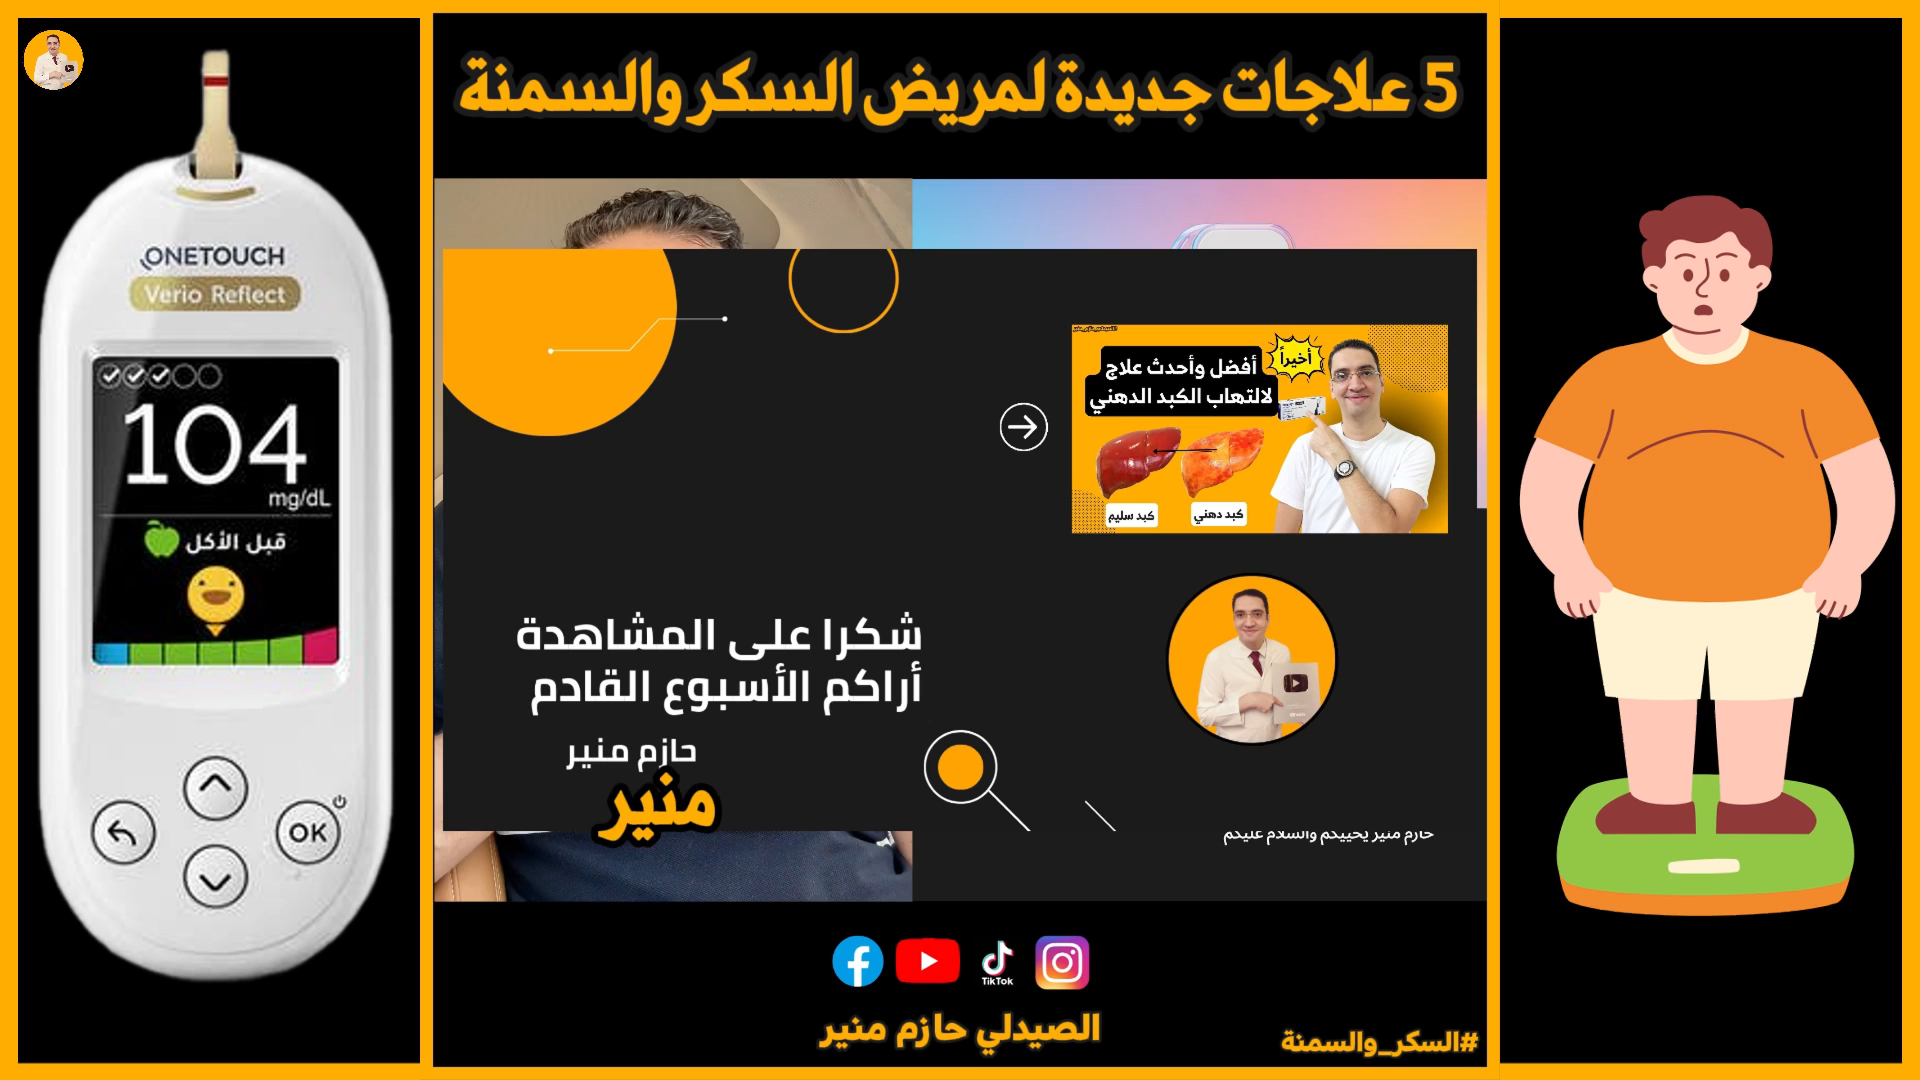 5 علاجات جديدة لمريض السكر والسمنة
ONETOUCH
Verio Reflect
104
mg/dL
قبل الأكل
OK
أخيراً
أفضل وأحدث علاج
لالتهاب الكبد الدهني
كبد سليم
كبد دهني
شكرا على المشاهدة
أراكم الأسبوع القادم
حازم منير
منير
حازم منير يحييكم والسلام عليكم
TikTok
الصيدلي حازم منير
#السكر_والسمنة